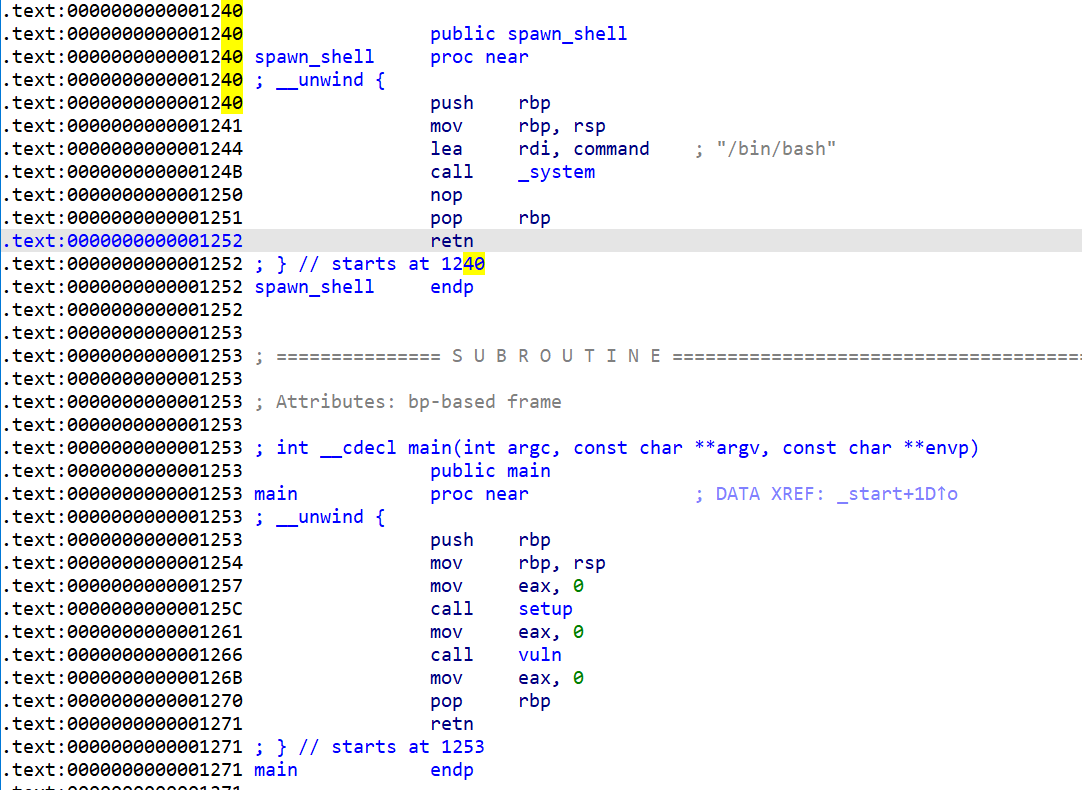 .text:0000000000001240
.text:0000000000001240 public spawn_shell
.text:0000000000001240 spawn_shell proc near
.text:0000000000001240 ; __unwind {
.text:0000000000001240 push rbp
.text:0000000000001241 mov rbp, rsp
.text:0000000000001244 lea rdi, command ; "/bin/bash"
.text:000000000000124B call _system
.text:0000000000001250 nop
.text:0000000000001251 pop rbp
.text:0000000000001252 retn
.text:0000000000001252 ; } // starts at 1240
.text:0000000000001252 spawn_shell endp
.text:0000000000001252
.text:0000000000001253
.text:0000000000001253 ; =============== S U B R O U T I N E =====================================
.text:0000000000001253
.text:0000000000001253 ; Attributes: bp-based frame
.text:0000000000001253
.text:0000000000001253 ; int __cdecl main(int argc, const char **argv, const char **envp)
.text:0000000000001253 public main
.text:0000000000001253 main proc near ; DATA XREF: _start+1D↑o
.text:0000000000001253 ; __unwind {
.text:0000000000001253 push rbp
.text:0000000000001254 mov rbp, rsp
.text:0000000000001257 mov eax, 0
.text:000000000000125C call setup
.text:0000000000001261 mov eax, 0
.text:0000000000001266 call vuln
.text:000000000000126B mov eax, 0
.text:0000000000001270 pop rbp
.text:0000000000001271 retn
.text:0000000000001271 ; } // starts at 1253
.text:0000000000001271 main endp
.text:0000000000001271